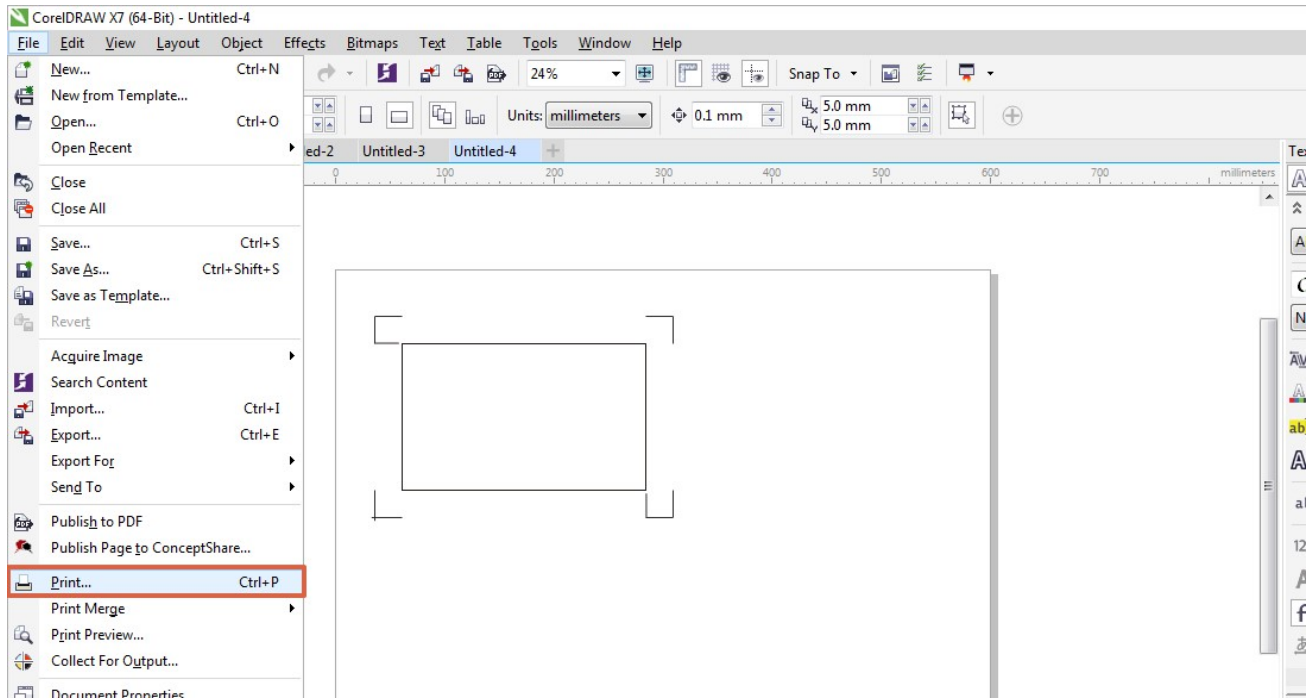 CorelDRAW X7 (64-Bit) - Untitled-4
File Edit View Layout Object Effects Bitmaps Text Table Tools Window Help
New... Ctrl+N
24%
Snap To
New from Template...
Open... Ctrl+O
Units: millimeters
0.1 mm
5.0 mm
5.0 mm
Open Recent
ed-2 Untitled-3 Untitled-4
Tex
0 100 200 300 400 500 600 700 millimeters
Close
Close All
Save... Ctrl+S
Save As... Ctrl+Shift+S
Save as Template...
Revert
Acquire Image
Search Content
Import... Ctrl+I
Export... Ctrl+E
Export For
Send To
Publish to PDF
Publish Page to ConceptShare...
Print... Ctrl+P
Print Merge
Print Preview...
Collect For Output...
Document Properties